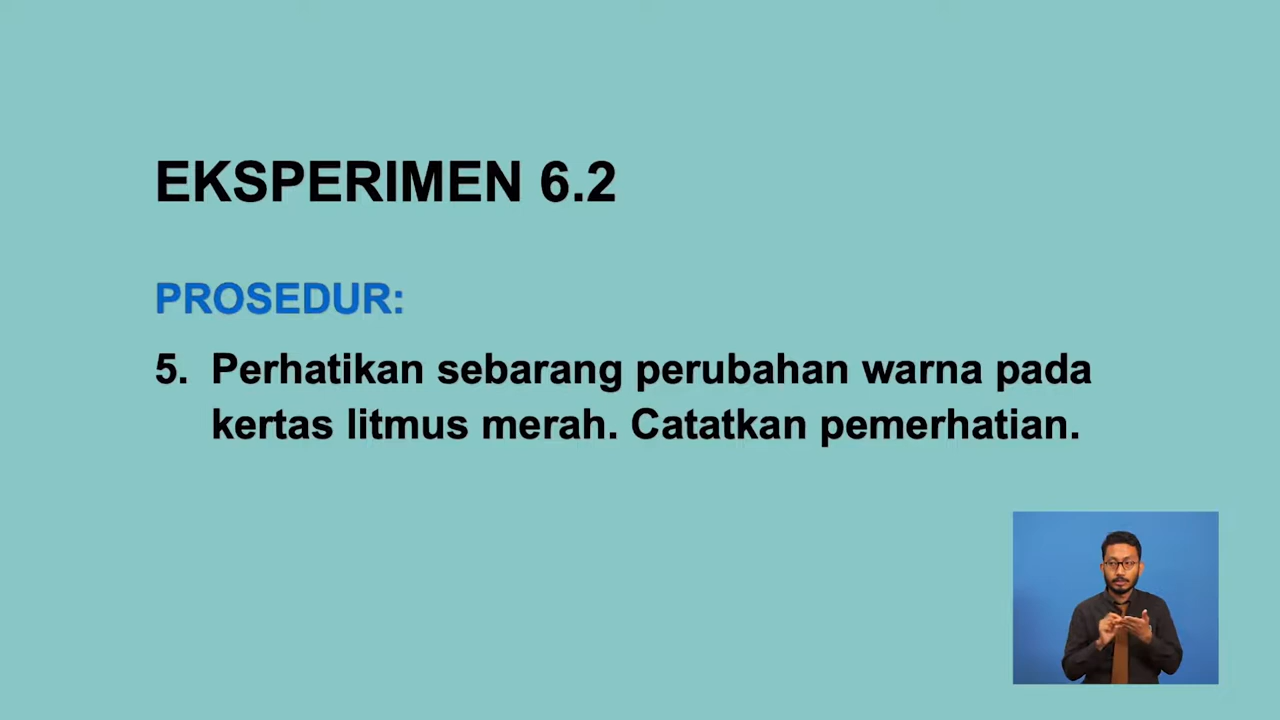 EKSPERIMEN 6.2
PROSEDUR:
5. Perhatikan sebarang perubahan warna pada
kertas litmus merah. Catatkan pemerhatian.